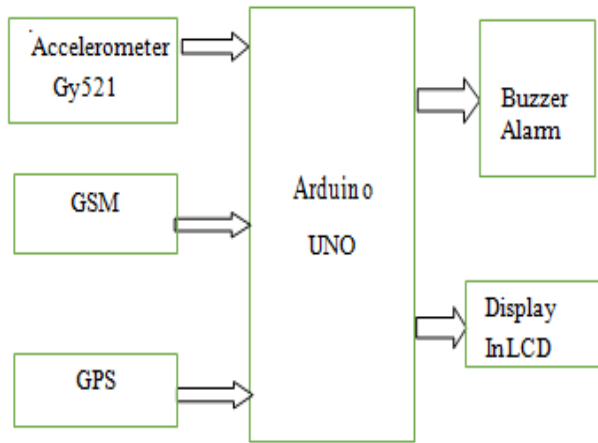 Accelerometer
Gy521
GSM
GPS
Arduino
UNO
Buzzer
Alarm
Display
InLCD